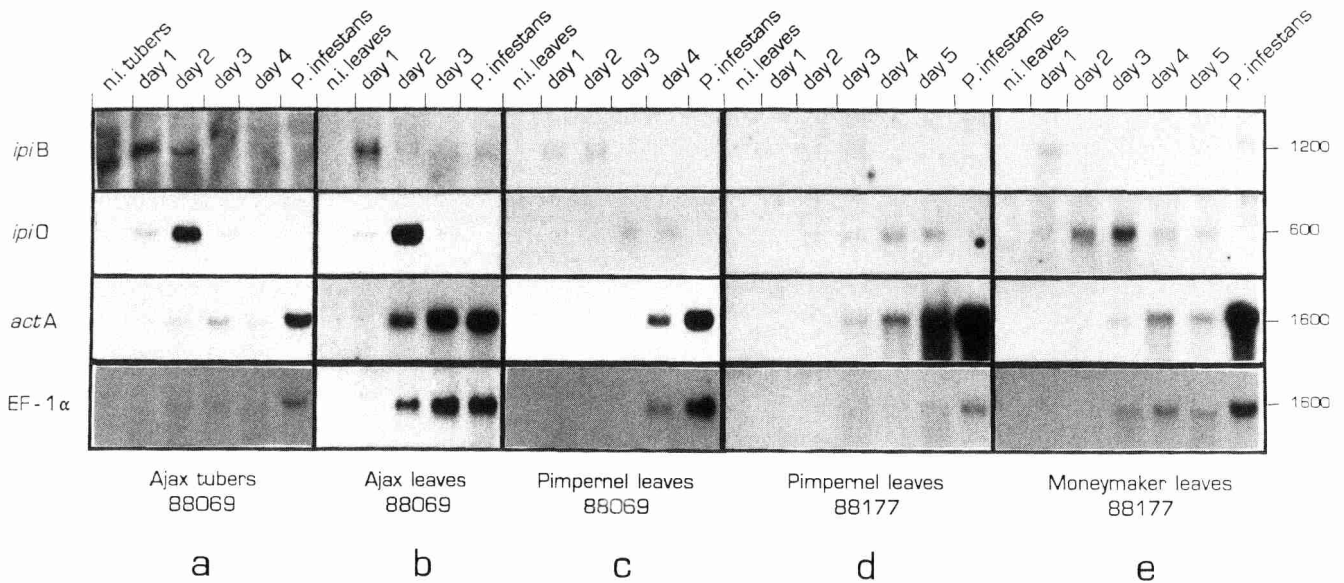 n.i. tubers day 1 day 2 day 3 day 4 P. infestans n.i. leaves day 1 day 2 day 3 P. infestans n.i. leaves day 1 day 2 day 3 day 4 P. infestans n.i. leaves day 1 day 2 day 3 day 4 day 5 P. infestans n.i. leaves day 1 day 2 day 3 day 4 day 5 P. infestans
ipiB 1200
ipiO 600
actA 1600
EF-1α 1500
Ajax tubers Ajax leaves Pimpernel leaves Pimpernel leaves Moneymaker leaves
88069 88069 88069 88177 88177
a b c d e